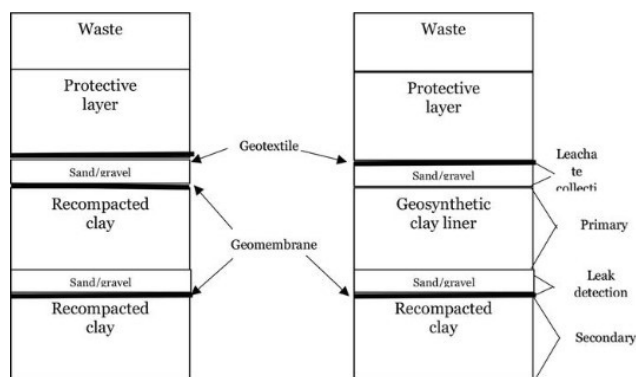 Waste
Protective
layer
Sand/gravel
Recompacted
clay
Sand/gravel
Recompacted
clay
Geotextile
Geomembrane
Waste
Protective
layer
Sand/gravel
Geosynthetic
clay liner
Sand/gravel
Recompacted
clay
Leacha
te
collecti
Primary
Leak
detection
Secondary